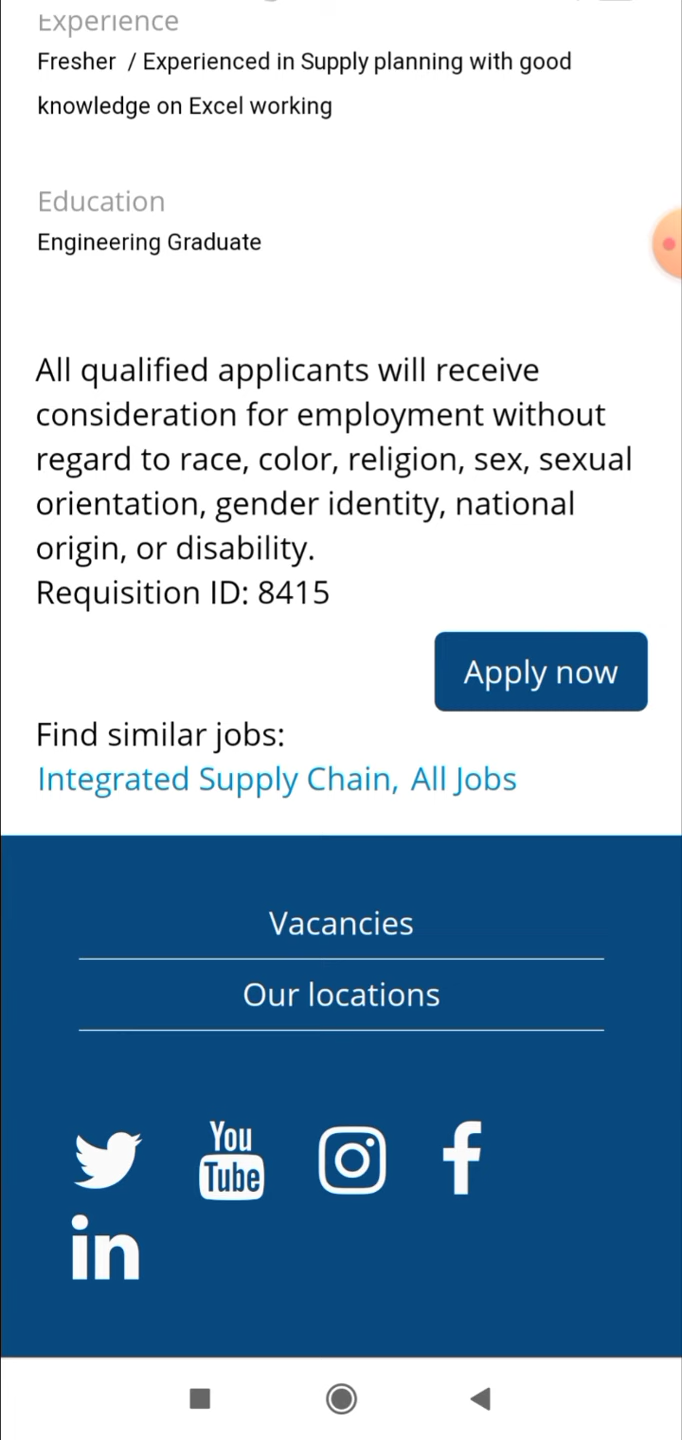 Experience
Fresher / Experienced in Supply planning with good
knowledge on Excel working
Education
Engineering Graduate
All qualified applicants will receive
consideration for employment without
regard to race, color, religion, sex, sexual
orientation, gender identity, national
origin, or disability.
Requisition ID: 8415
Apply now
Find similar jobs:
Integrated Supply Chain, All Jobs
Vacancies
Our locations
You
Tube
in